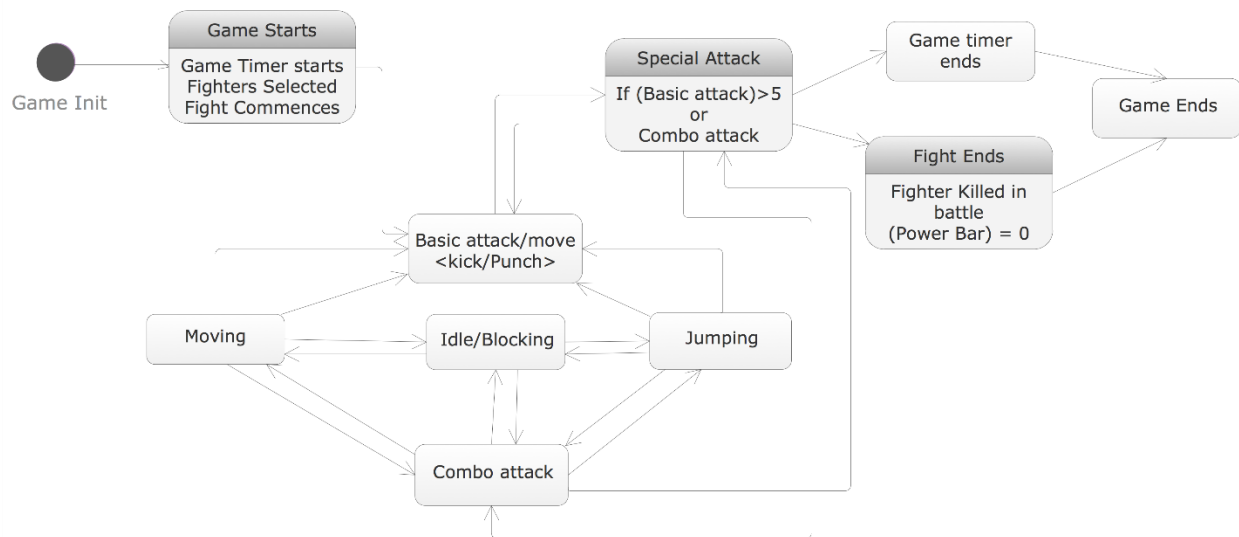 Game Init
Game Starts
Game Timer starts
Fighters Selected
Fight Commences
Special Attack
If (Basic attack)>5
or
Combo attack
Game timer
ends
Game Ends
Fight Ends
Fighter Killed in
battle
(Power Bar) = 0
Basic attack/move
<kick/Punch>
Moving
Idle/Blocking
Jumping
Combo attack